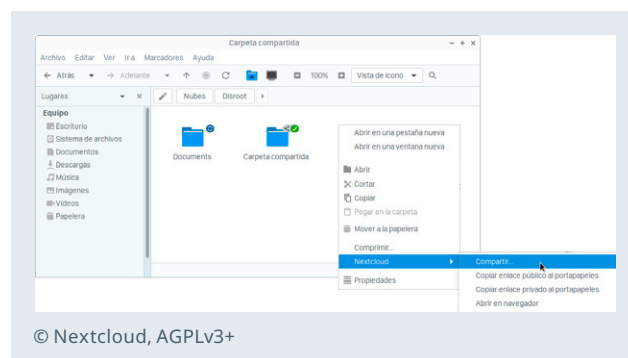 Carpeta compartida
Archivo Editar Ver Ir a Marcadores Ayuda
Atrás Adelante 100% Vista de icono
Lugares Nubes Disroot
Equipo
Escritorio
Sistema de archivos
Documentos
Descargas
Música
Imágenes
Vídeos
Papelera
Documents Carpeta compartida
Abrir en una pestaña nueva
Abrir en una ventana nueva
Abrir
Cortar
Copiar
Pegar en la carpeta
Mover a la papelera
Comprimir...
Nextcloud
Propiedades
Compartir...
Copiar enlace público al portapapeles
Copiar enlace privado al portapapeles
Abrir en navegador
© Nextcloud, AGPLv3+